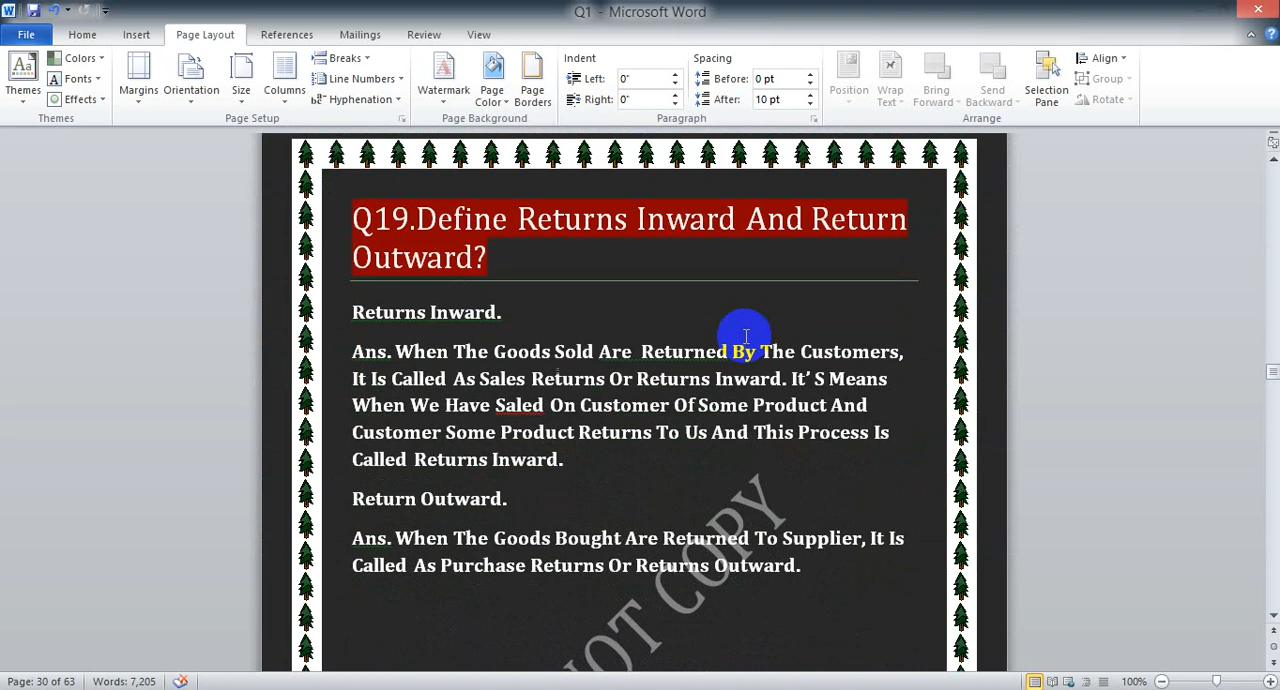 Q1 - Microsoft Word
File Home Insert Page Layout References Mailings Review View
Themes
Colors
Fonts
Effects
Themes
Margins
Orientation
Size
Columns
Breaks
Line Numbers
Hyphenation
Page Setup
Watermark
Page Color
Page Borders
Page Background
Indent
Left: 0"
Right: 0"
Spacing
Before: 0 pt
After: 10 pt
Paragraph
Position
Wrap Text
Bring Forward
Send Backward
Selection Pane
Align
Group
Rotate
Arrange
Q19.Define Returns Inward And Return
Outward?
Returns Inward.
Ans. When The Goods Sold Are Returned By The Customers,
It Is Called As Sales Returns Or Returns Inward. It' S Means
When We Have Saled On Customer Of Some Product And
Customer Some Product Returns To Us And This Process Is
Called Returns Inward.
Return Outward.
Ans. When The Goods Bought Are Returned To Supplier, It Is
Called As Purchase Returns Or Returns Outward.
NOT COPY
Page: 30 of 63 Words: 7,205 100%